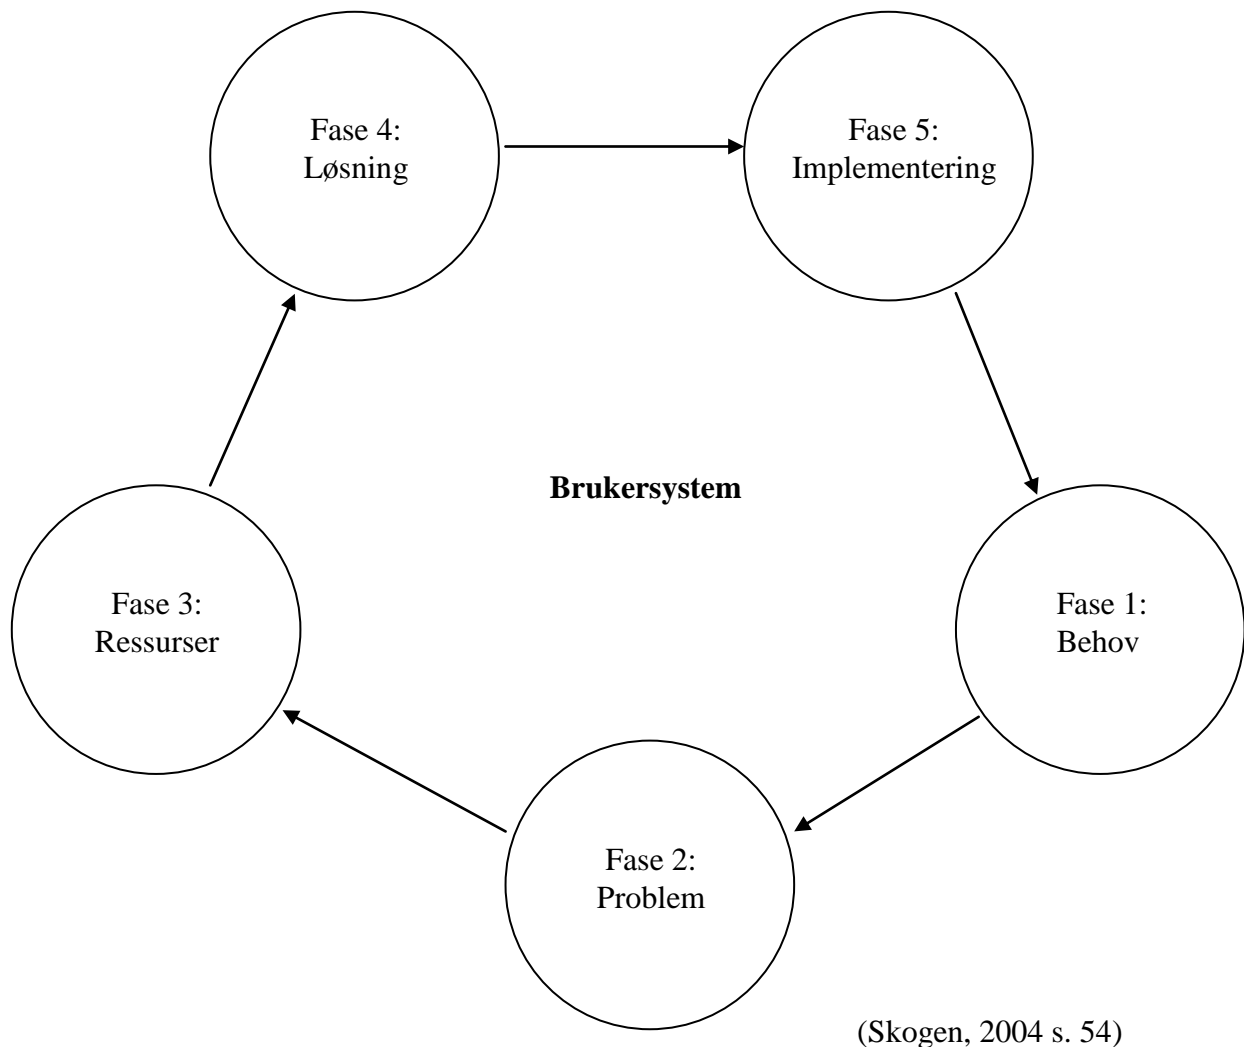 Fase 4:
Løsning
Fase 5:
Implementering
Brukersystem
Fase 3:
Ressurser
Fase 1:
Behov
Fase 2:
Problem
(Skogen, 2004 s. 54)